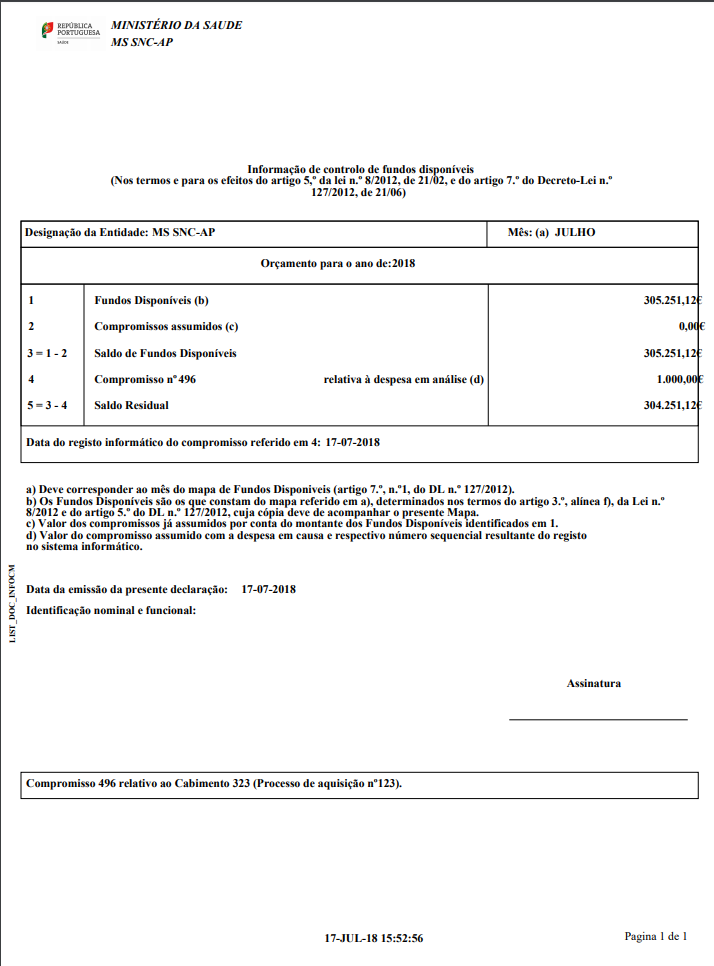 REPÚBLICA
PORTUGUESA
SAÚDE
MINISTÉRIO DA SAUDE
MS SNC-AP
Informação de controlo de fundos disponíveis
(Nos termos e para os efeitos do artigo 5,º da lei n.º 8/2012, de 21/02, e do artigo 7.º do Decreto-Lei n.º
127/2012, de 21/06)
Designação da Entidade: MS SNC-AP Mês: (a) JULHO
Orçamento para o ano de:2018
1 Fundos Disponíveis (b) 305.251,12€
2 Compromissos assumidos (c) 0,00€
3 = 1 - 2 Saldo de Fundos Disponíveis 305.251,12€
4 Compromisso nº 496 relativa à despesa em análise (d) 1.000,00€
5 = 3 - 4 Saldo Residual 304.251,12€
Data do registo informático do compromisso referido em 4: 17-07-2018
a) Deve corresponder ao mês do mapa de Fundos Disponiveis (artigo 7.º, n.º1, do DL n.º 127/2012).
b) Os Fundos Disponíveis são os que constam do mapa referido em a), determinados nos termos do artigo 3.º, alínea f), da Lei n.º
8/2012 e do artigo 5.º do DL n.º 127/2012, cuja cópia deve de acompanhar o presente Mapa.
c) Valor dos compromissos já assumidos por conta do montante dos Fundos Disponíveis identificados em 1.
d) Valor do compromisso assumido com a despesa em causa e respectivo número sequencial resultante do registo
no sistema informático.
LIST_DOC_INFOCM
Data da emissão da presente declaração: 17-07-2018
Identificação nominal e funcional:
Assinatura
Compromisso 496 relativo ao Cabimento 323 (Processo de aquisição nº123).
17-JUL-18 15:52:56 Pagina 1 de 1